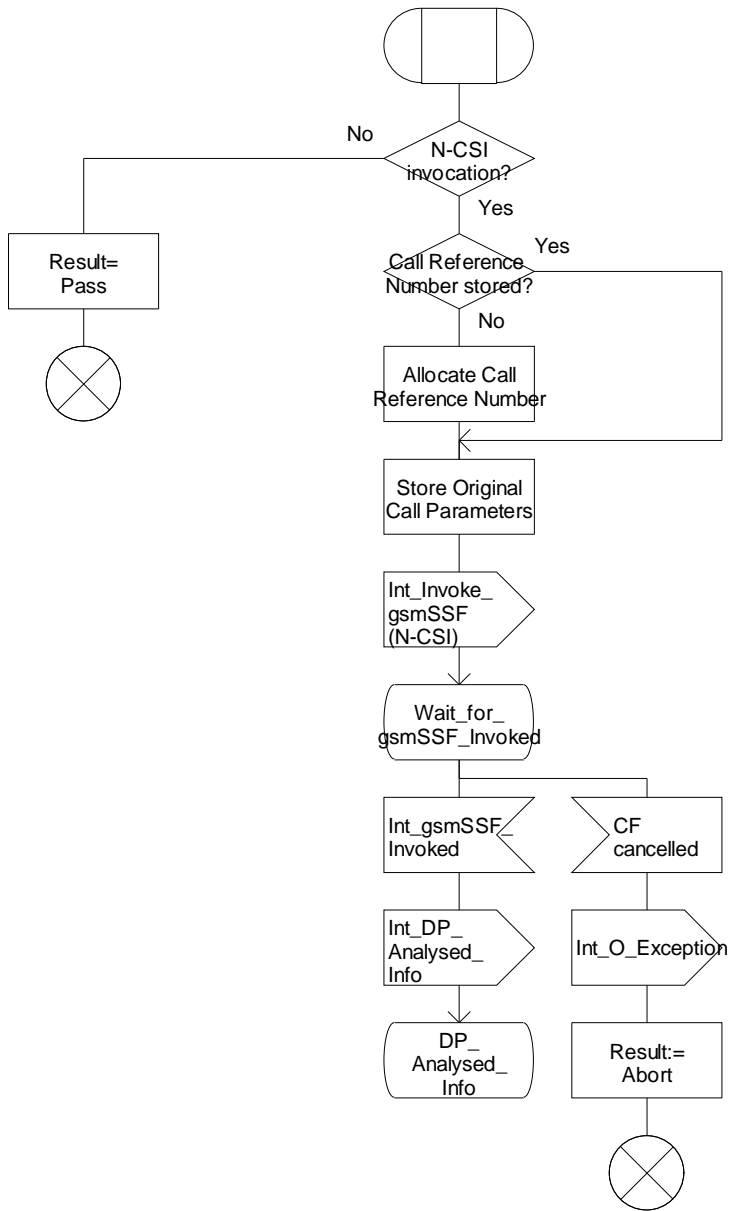 No
N-CSI
invocation?
Yes
Result=
Pass
Call Reference
Number stored?
Yes
No
Allocate Call
Reference Number
Store Original
Call Parameters
Int_Invoke_
gsmSSF
(N-CSI)
Wait_for_
gsmSSF_Invoked
Int_gsmSSF_
Invoked
CF
cancelled
Int_DP_
Analysed_
Info
Int_O_Exception
DP_
Analysed_
Info
Result:=
Abort